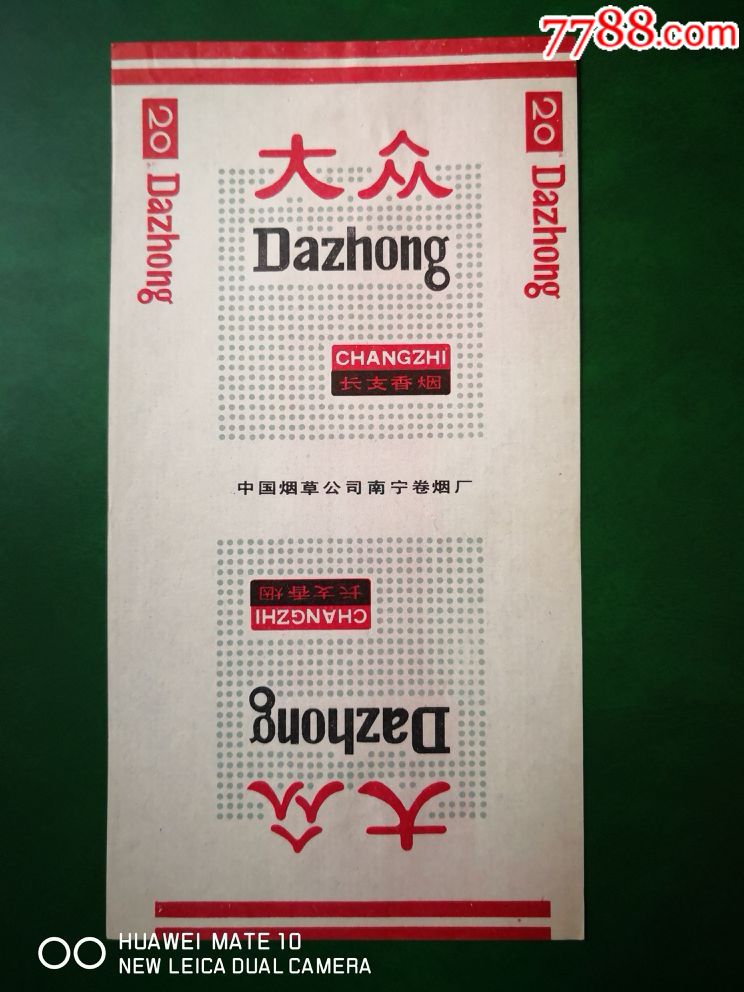 7788.com
20 Dazhong
20 Dazhong
大众
Dazhong
CHANGZHI
长支香烟
中国烟草公司南宁卷烟厂
长支香烟
CHANGZHI
Dazhong
大众
HUAWEI MATE 10
NEW LEICA DUAL CAMERA